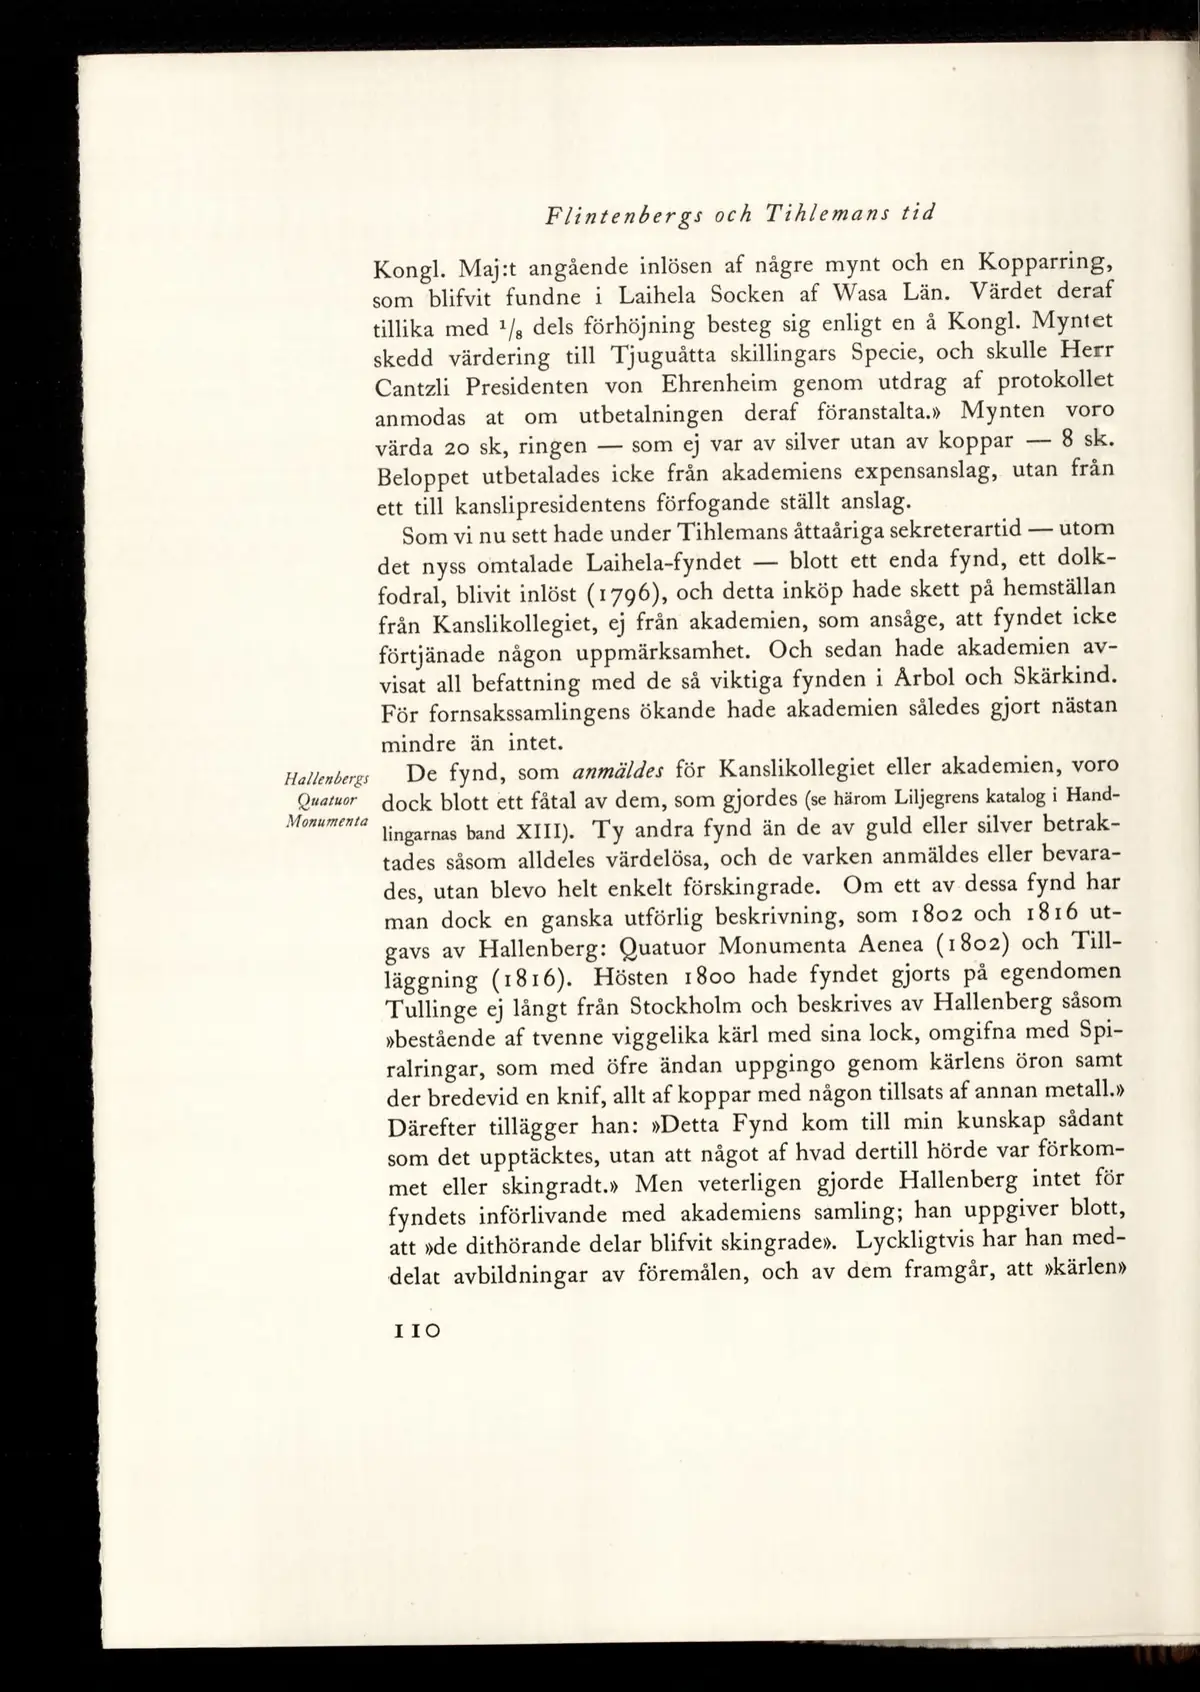 Flintenbergs och Tihlemans tid
Kongl. Maj:t angående inlösen af någre mynt och en Kopparring,
som blifvit fundne i Laihela Socken af Wasa Län. Värdet deraf
tillika med 1/8 dels förhöjning besteg sig enligt en å Kongl. Myntet
skedd värdering till Tjuguåtta skillingars Specie, och skulle Herr
Cantzli Presidenten von Ehrenheim genom utdrag af protokollet
anmodas at om utbetalningen deraf föranstalta.» Mynten voro
värda 20 sk, ringen — som ej var av silver utan av koppar — 8 sk.
Beloppet utbetalades icke från akademiens expensanslag, utan från
ett till kanslipresidentens förfogande ställt anslag.
Som vi nu sett hade under Tihlemans åttaåriga sekreterartid — utom
det nyss omtalade Laihela-fyndet — blott ett enda fynd, ett dolk-
fodral, blivit inlöst (1796), och detta inköp hade skett på hemställan
från Kanslikollegiet, ej från akademien, som ansåge, att fyndet icke
förtjänade någon uppmärksamhet. Och sedan hade akademien av-
visat all befattning med de så viktiga fynden i Årbol och Skärkind.
För fornsakssamlingens ökande hade akademien således gjort nästan
mindre än intet.
Hallenbergs
Quatuor
Monumenta
De fynd, som anmäldes för Kanslikollegiet eller akademien, voro
dock blott ett fåtal av dem, som gjordes (se härom Liljegrens katalog i Hand-
lingarnas band XIII). Ty andra fynd än de av guld eller silver betrak-
tades såsom alldeles värdelösa, och de varken anmäldes eller bevara-
des, utan blevo helt enkelt förskingrade. Om ett av dessa fynd har
man dock en ganska utförlig beskrivning, som 1802 och 1816 ut-
gavs av Hallenberg: Quatuor Monumenta Aenea (1802) och Till-
läggning (1816). Hösten 1800 hade fyndet gjorts på egendomen
Tullinge ej långt från Stockholm och beskrives av Hallenberg såsom
»bestående af tvenne viggelika kärl med sina lock, omgifna med Spi-
ralringar, som med öfre ändan uppgingo genom kärlens öron samt
der bredevid en knif, allt af koppar med någon tillsats af annan metall.»
Därefter tillägger han: »Detta Fynd kom till min kunskap sådant
som det upptäcktes, utan att något af hvad dertill hörde var förkom-
met eller skingradt.» Men veterligen gjorde Hallenberg intet för
fyndets införlivande med akademiens samling; han uppgiver blott,
att »de dithörande delar blifvit skingrade». Lyckligtvis har han med-
delat avbildningar av föremålen, och av dem framgår, att »kärlen»
110